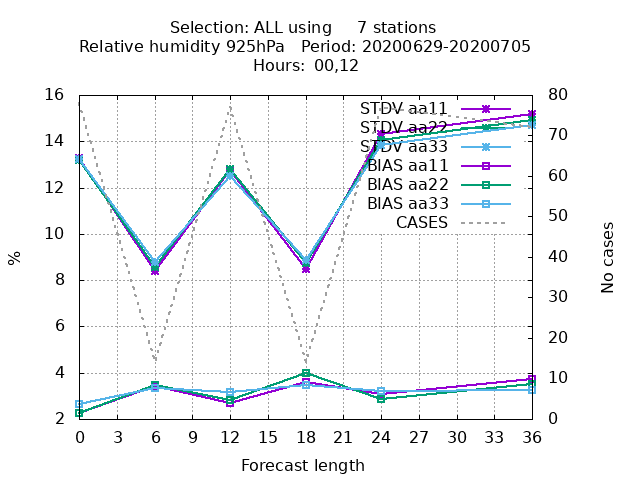 Selection: ALL using     7 stations
Relative humidity 925hPa   Period: 20200629-20200705
Hours:  00,12
16
14
12
10
8
6
4
2
%
80
70
60
50
40
30
20
10
0
No cases
STDV aa11
STDV aa22
STDV aa33
BIAS aa11
BIAS aa22
BIAS aa33
CASES
0 3 6 9 12 15 18 21 24 27 30 33 36
Forecast length